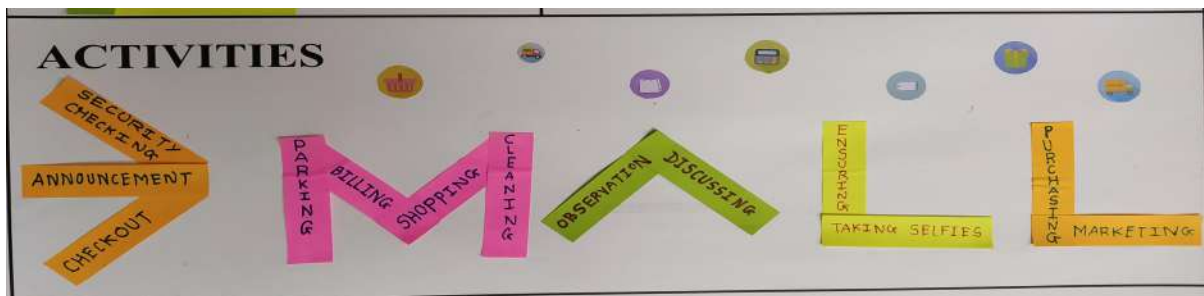 ACTIVITIES
SECURITY
CHECKING
ANNOUNCEMENT
CHECKOUT
PARKING
BILLING
SHOPPING
CLEANING
OBSERVATION
DISCUSSING
ENSURING
TAKING SELFIES
PURCHASING
MARKETING